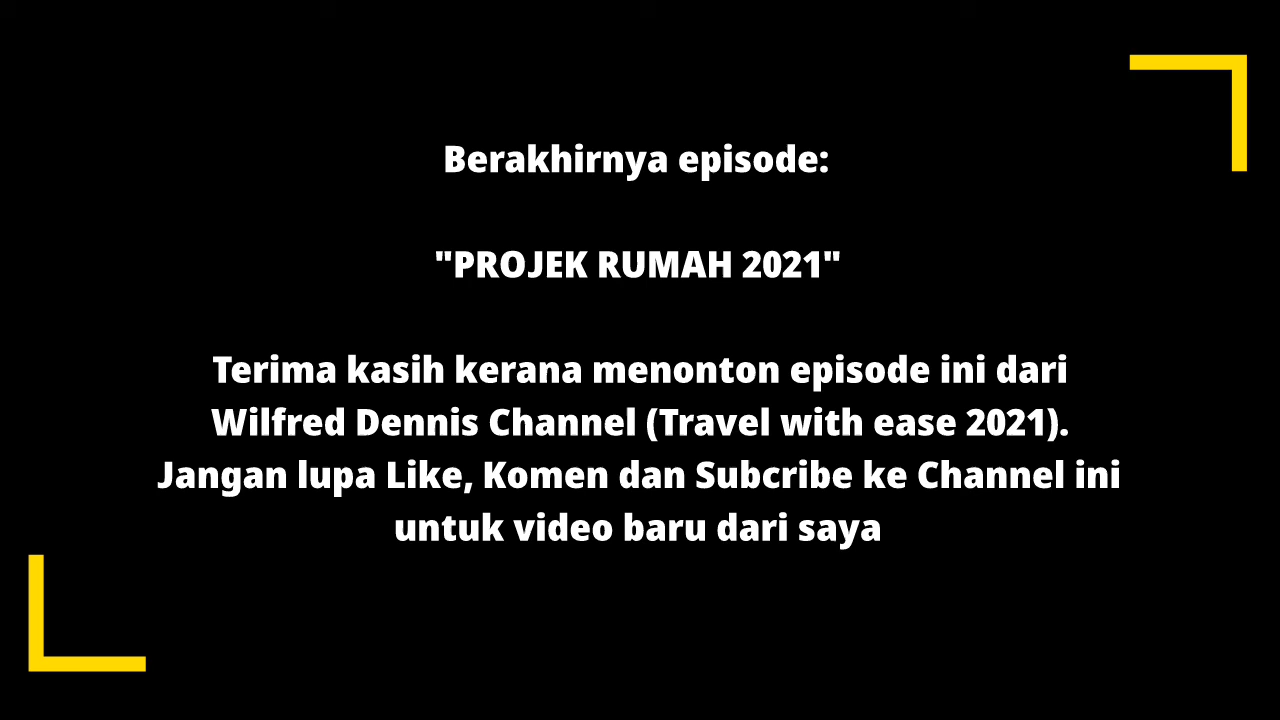 Berakhirnya episode:
"PROJEK RUMAH 2021"
Terima kasih kerana menonton episode ini dari
Wilfred Dennis Channel (Travel with ease 2021).
Jangan lupa Like, Komen dan Subcribe ke Channel ini
untuk video baru dari saya